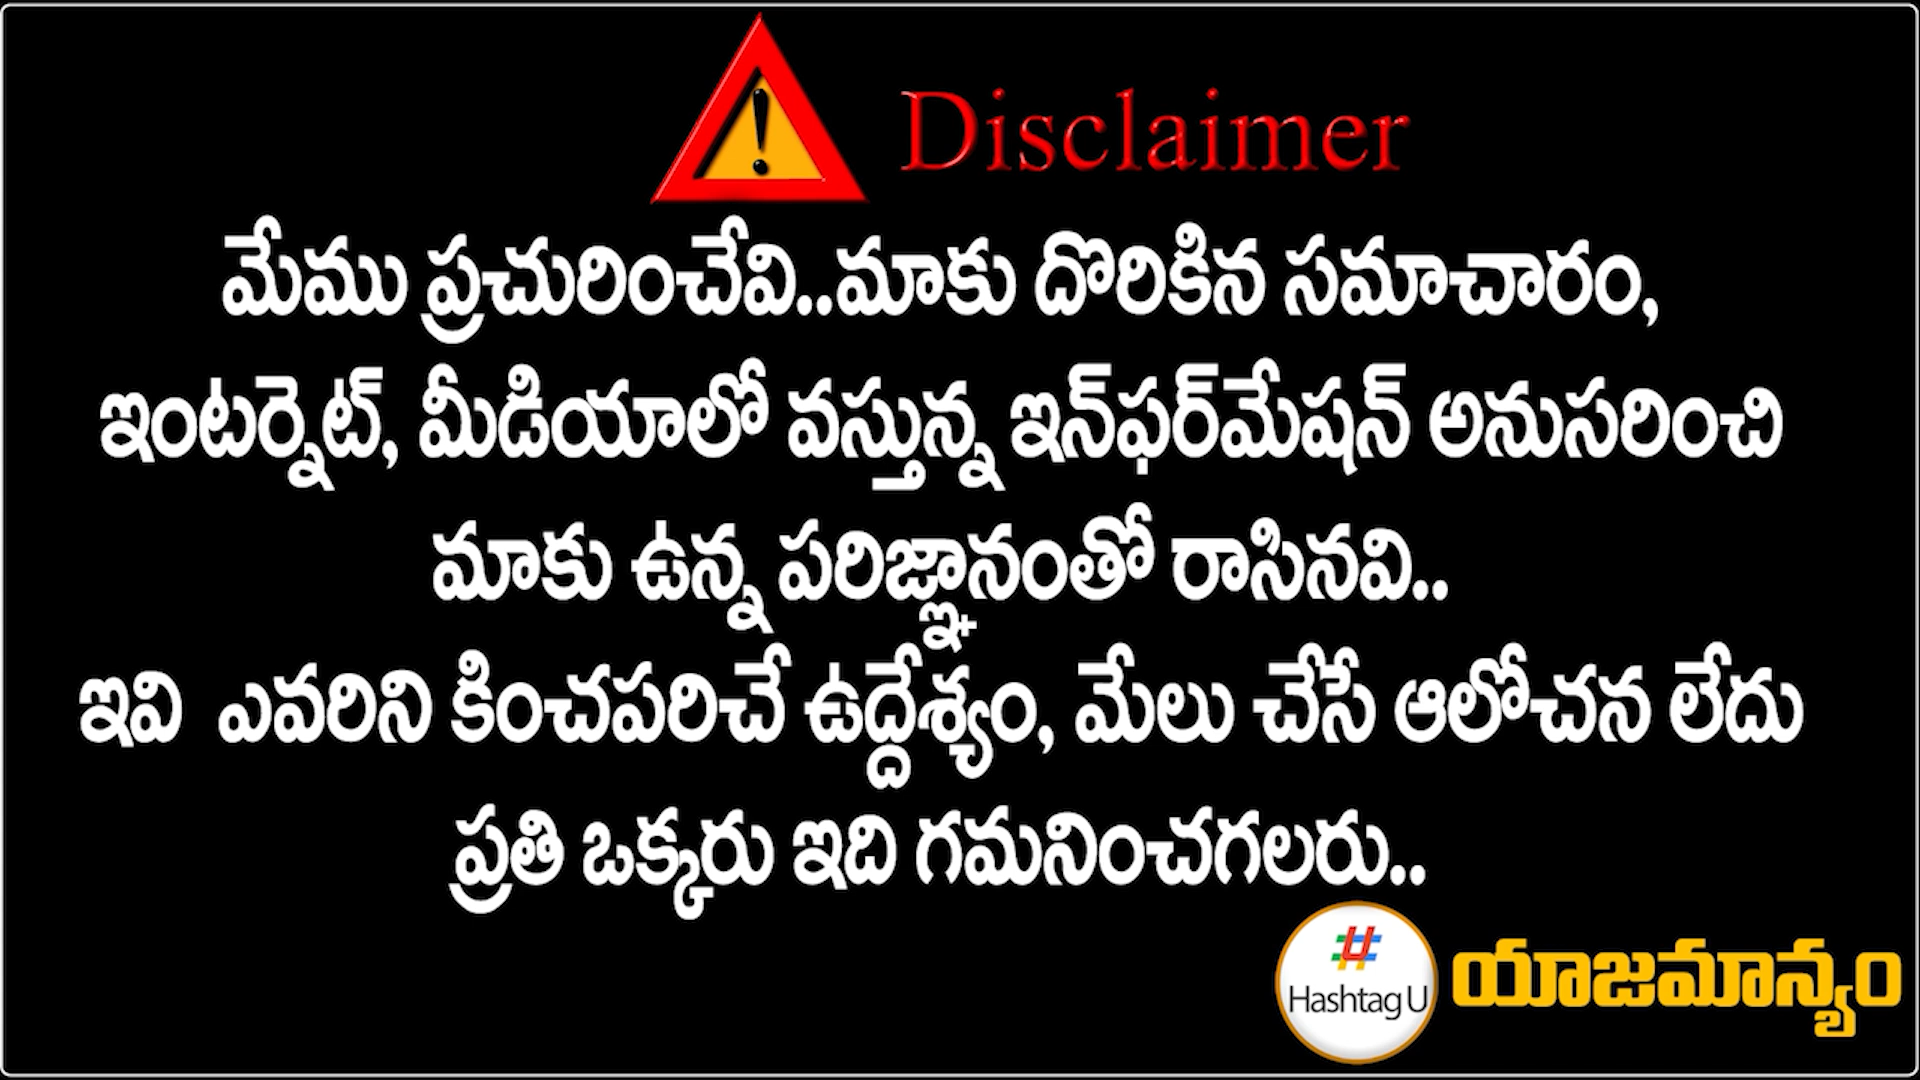 Disclaimer
మేము ప్రచురించేవి..మాకు దొరికిన సమాచారం,
ఇంటర్నెట్, మీడియాలో వస్తున్న ఇన్‌ఫర్‌మేషన్ అనుసరించి
మాకు ఉన్న పరిజ్ఞానంతో రాసినవి..
ఇవి ఎవరిని కించపరిచే ఉద్దేశ్యం, మేలు చేసే ఆలోచన లేదు
ప్రతి ఒక్కరు ఇది గమనించగలరు..
Hashtag U యాజమాన్యం